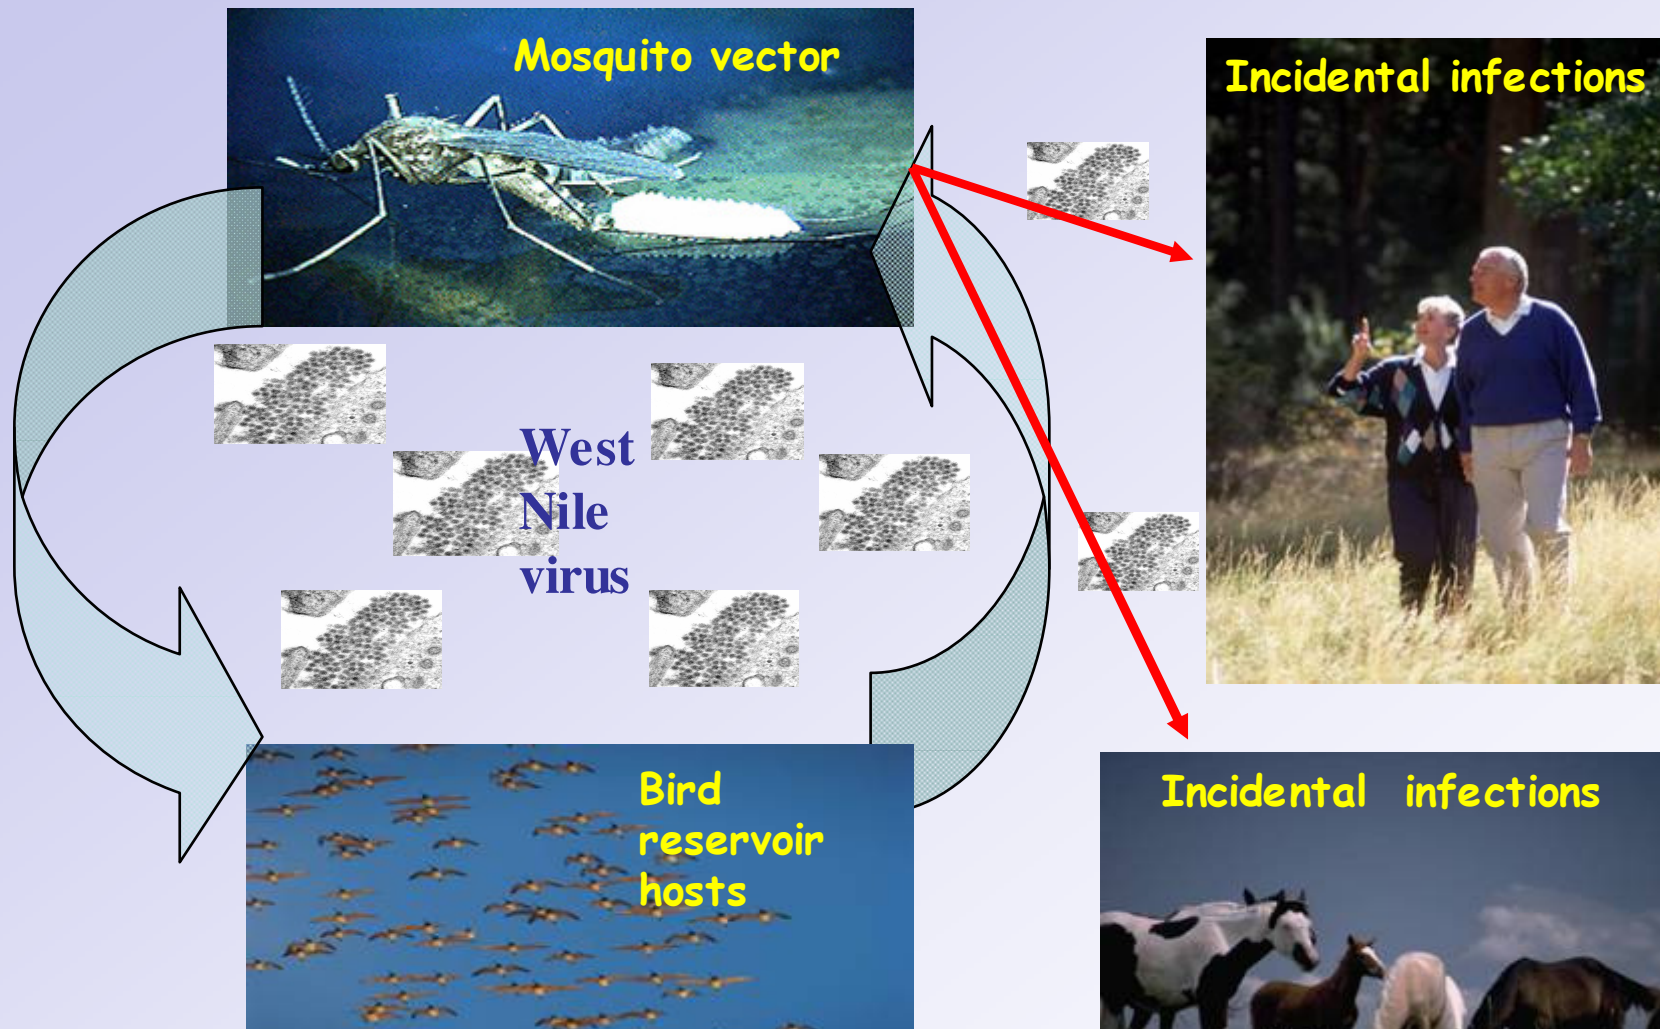 Mosquito vector
Incidental infections
West
Nile
virus
Bird
reservoir
hosts
Incidental infections